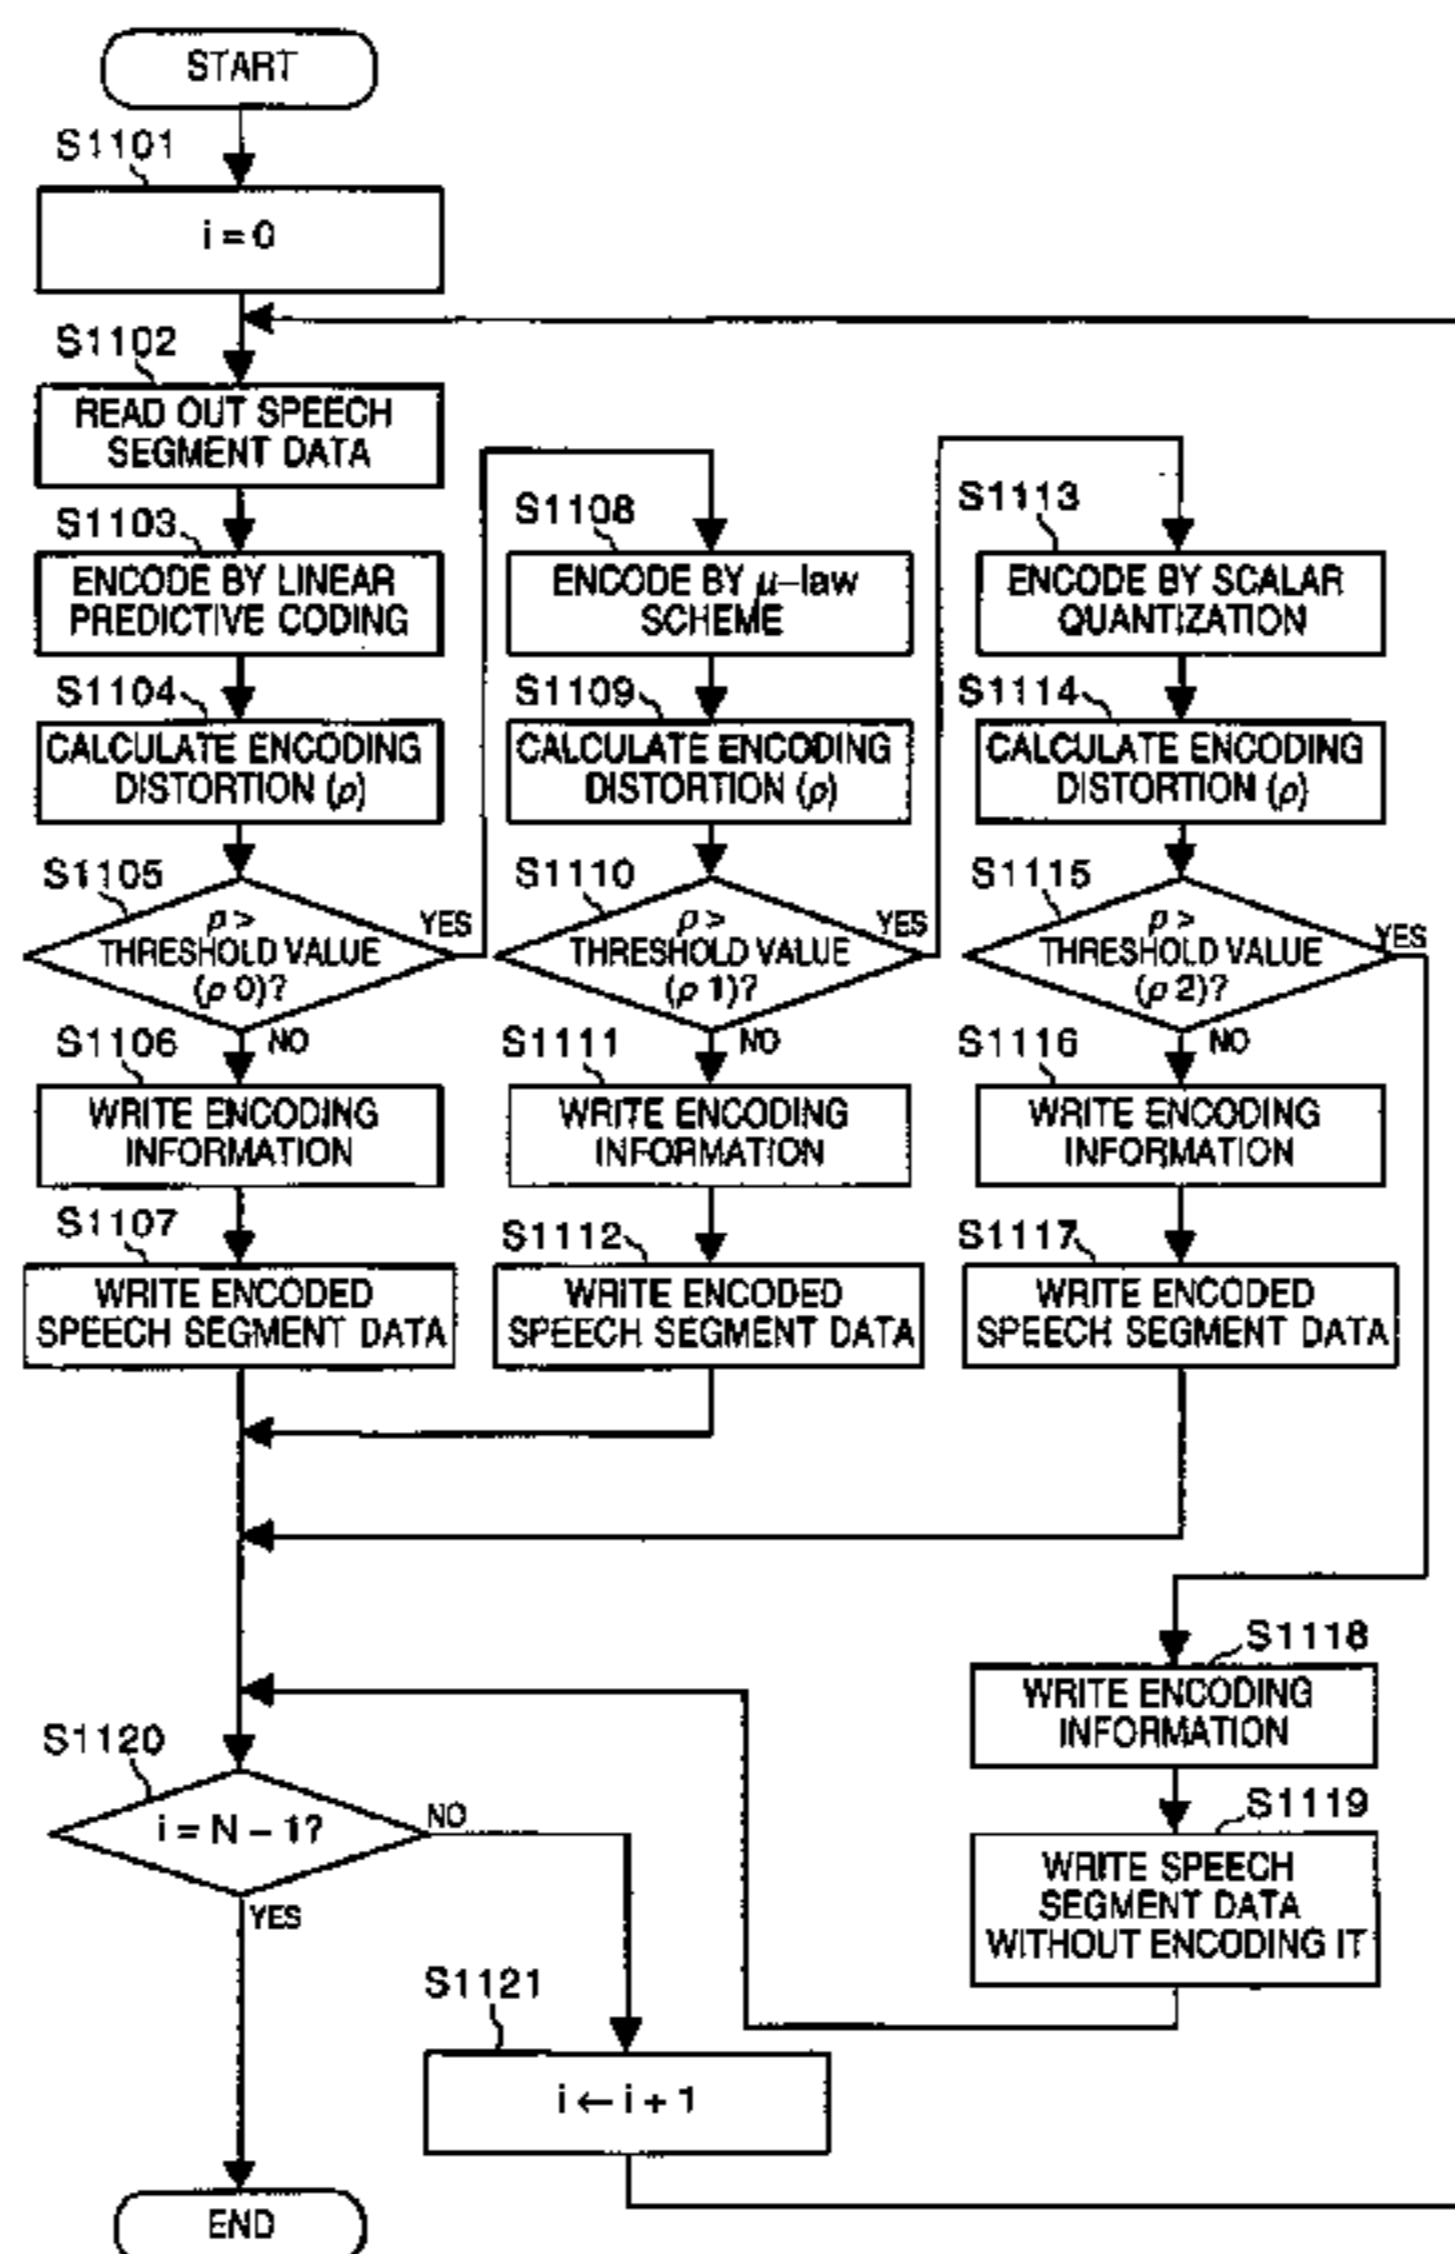 START
S1101
i = 0
S1102
READ OUT SPEECH
SEGMENT DATA
S1103
ENCODE BY LINEAR
PREDICTIVE CODING
S1104
CALCULATE ENCODING
DISTORTION (ρ)
S1105
ρ >
THRESHOLD VALUE
(ρ 0)?
YES
NO
S1106
WRITE ENCODING
INFORMATION
S1107
WRITE ENCODED
SPEECH SEGMENT DATA
S1108
ENCODE BY μ–law
SCHEME
S1109
CALCULATE ENCODING
DISTORTION (ρ)
S1110
ρ >
THRESHOLD VALUE
(ρ 1)?
YES
NO
S1111
WRITE ENCODING
INFORMATION
S1112
WRITE ENCODED
SPEECH SEGMENT DATA
S1113
ENCODE BY SCALAR
QUANTIZATION
S1114
CALCULATE ENCODING
DISTORTION (ρ)
S1115
ρ >
THRESHOLD VALUE
(ρ 2)?
YES
NO
S1116
WRITE ENCODING
INFORMATION
S1117
WRITE ENCODED
SPEECH SEGMENT DATA
S1118
WRITE ENCODING
INFORMATION
S1119
WRITE SPEECH
SEGMENT DATA
WITHOUT ENCODING IT
S1120
i = N – 1?
NO
YES
S1121
i ← i + 1
END